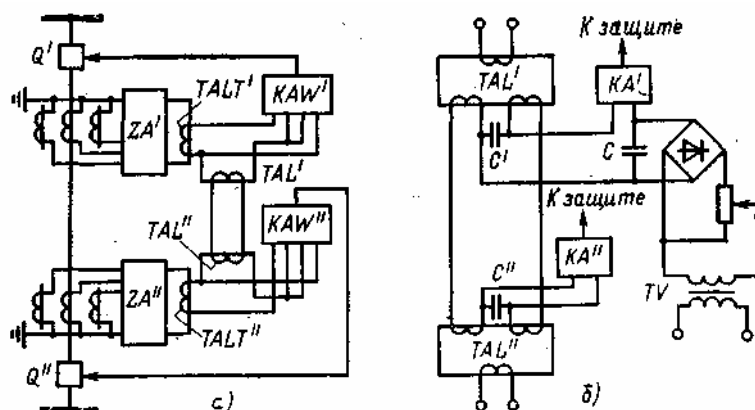 Q'
ZA'
TALT'
KAW'
TAL'
TAL"
KAW"
ZA"
TALT"
Q"
с)
К защите
TAL'
KA'
C'
C
К защите
C"
KA"
TV
TAL"
б)